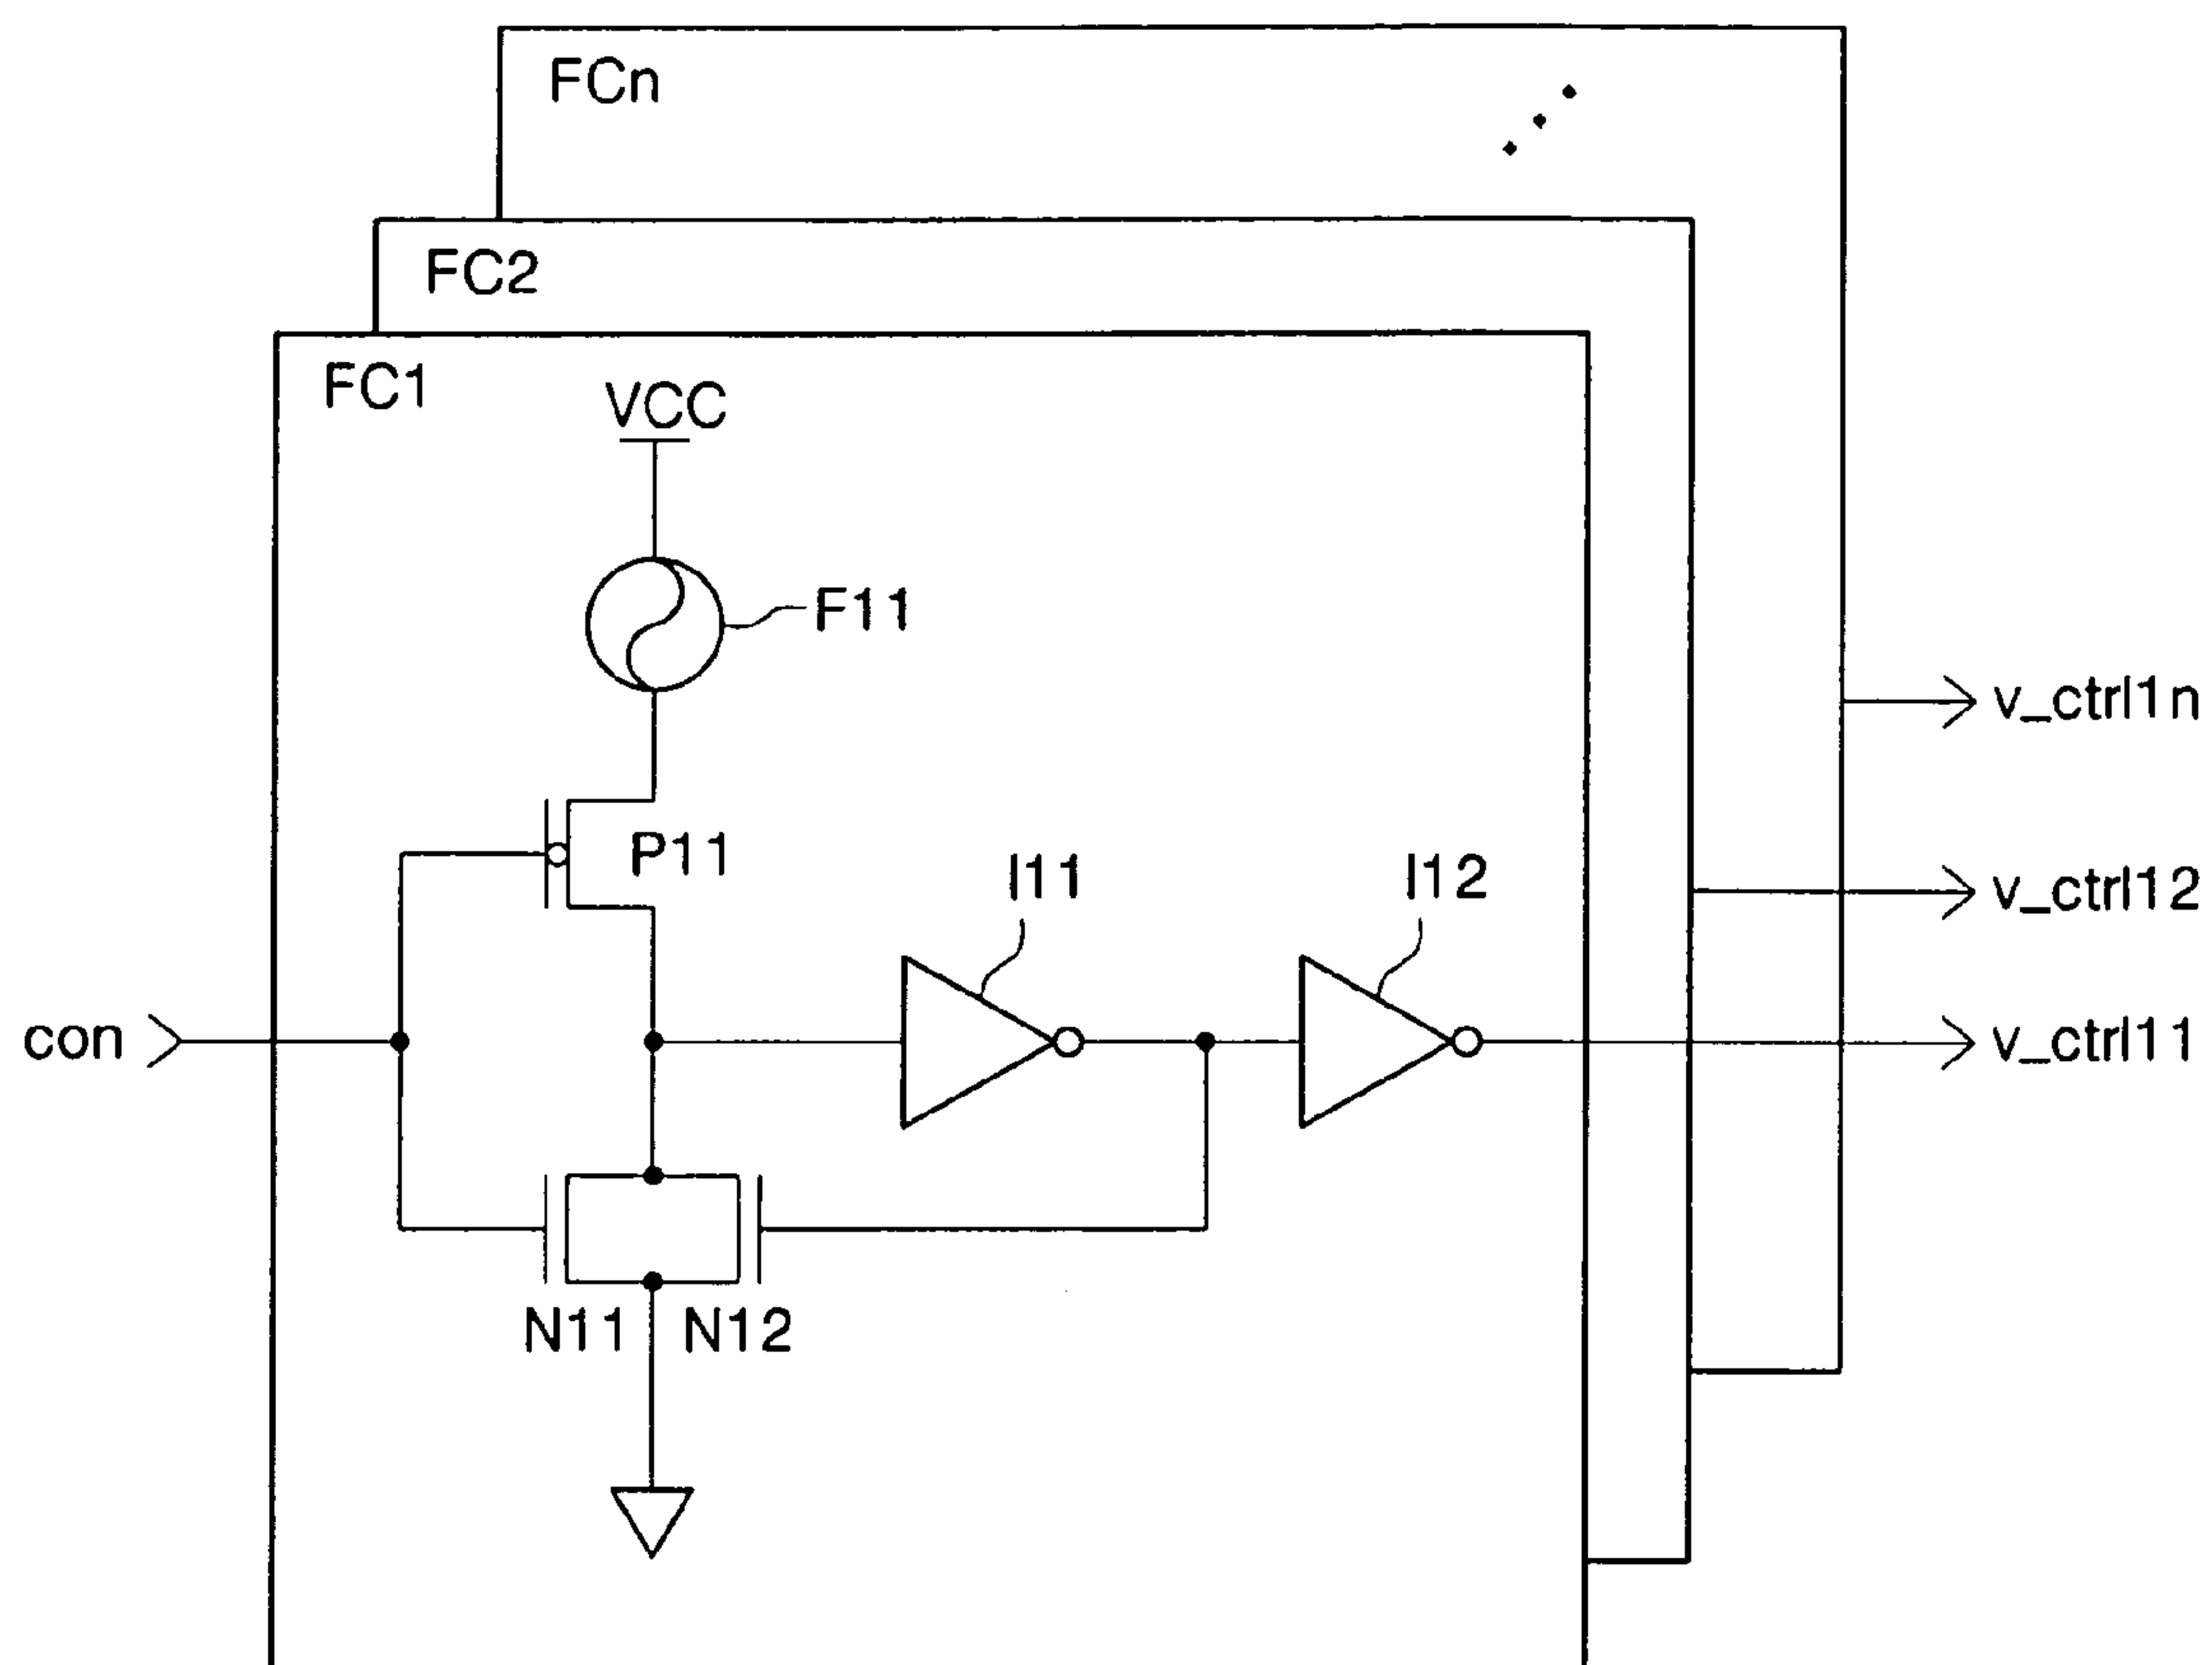 FCn
FC2
FC1
VCC
F11
v_ctrl1n
P11
I11
I12
v_ctrl12
con
v_ctrl11
N11
N12